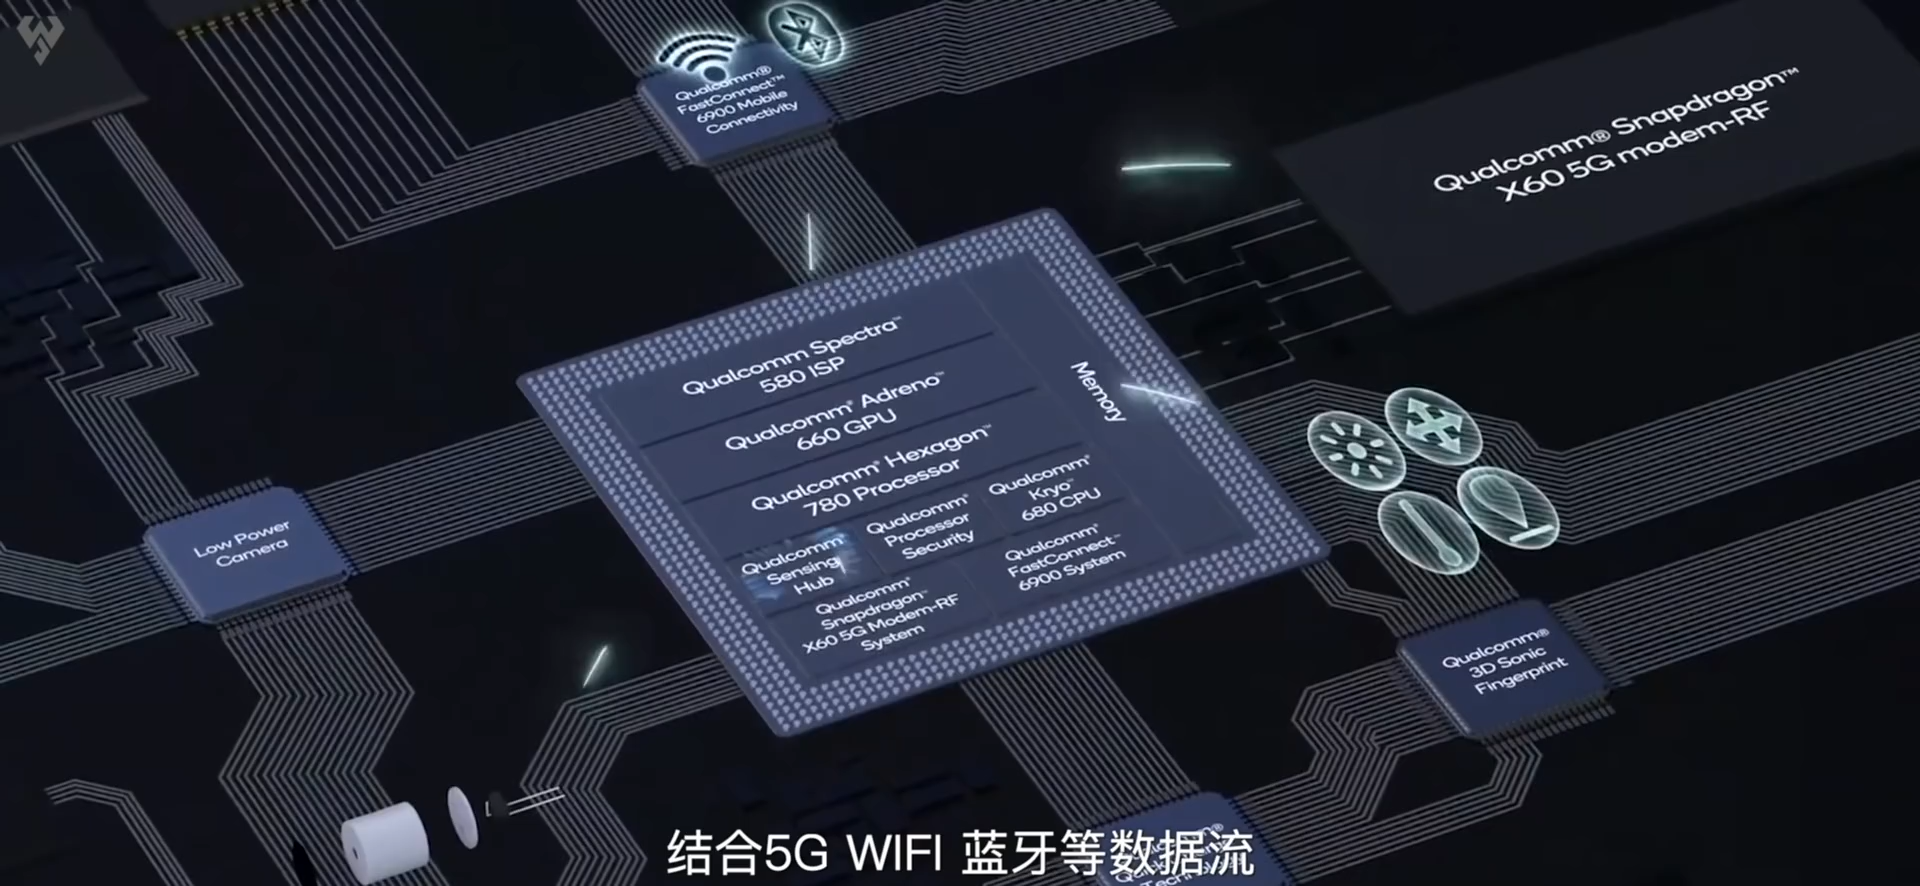 Qualcomm®
FastConnect™
6900 Mobile
Connectivity
Qualcomm® Snapdragon™
X60 5G modem-RF
Qualcomm Spectra™
580 ISP
Qualcomm® Adreno™
660 GPU
Qualcomm® Hexagon™
780 Processor
Memory
Qualcomm®
Sensing
Hub
Qualcomm®
Processor
Security
Qualcomm®
Kryo™
680 CPU
Qualcomm®
Snapdragon™
X60 5G Modem-RF
System
Qualcomm®
FastConnect™
6900 System
Low Power
Camera
Qualcomm®
3D Sonic
Fingerprint
结合5G WIFI 蓝牙等数据流